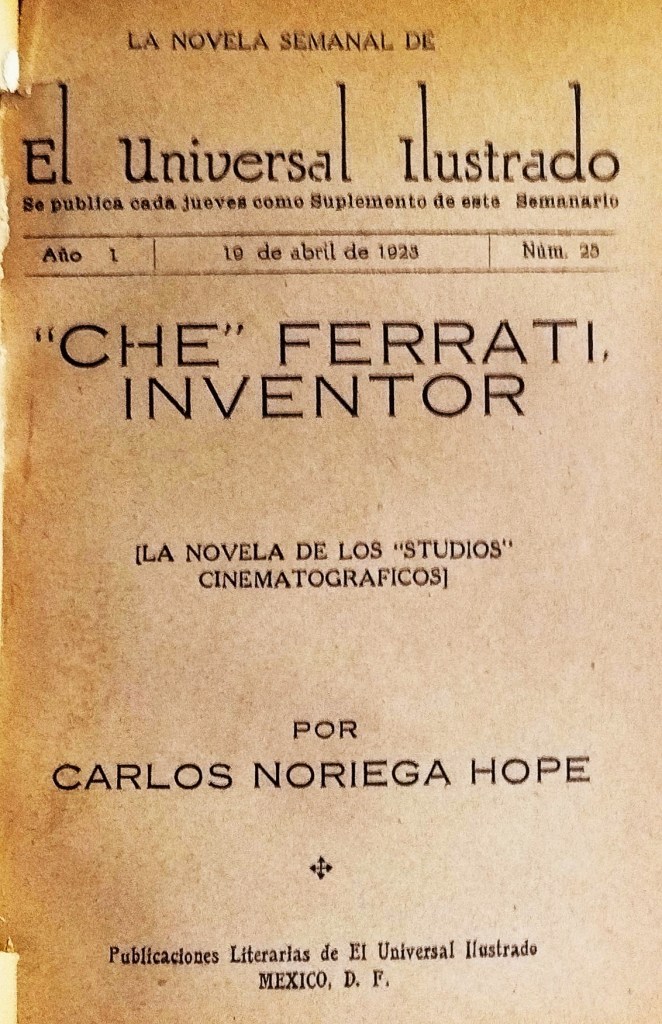 LA NOVELA SEMANAL DE
El Universal Ilustrado
Se publica cada jueves como Suplemento de este Semanario
Año 1 19 de abril de 1923 Núm. 25
"CHE" FERRATI,
INVENTOR
[LA NOVELA DE LOS "STUDIOS"
CINEMATOGRAFICOS]
POR
CARLOS NORIEGA HOPE
Publicaciones Literarias de El Universal Ilustrado
MEXICO, D. F.